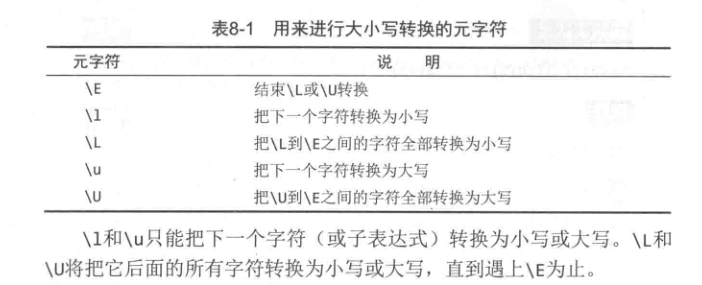 表8-1 用来进行大小写转换的元字符
元字符 说 明
\E 结束\L或\U转换
\l 把下一个字符转换为小写
\L 把\L到\E之间的字符全部转换为小写
\u 把下一个字符转换为大写
\U 把\U到\E之间的字符全部转换为大写
\l和\u只能把下一个字符（或子表达式）转换为小写或大写。\L和
\U将把它后面的所有字符转换为小写或大写，直到遇上\E为止。